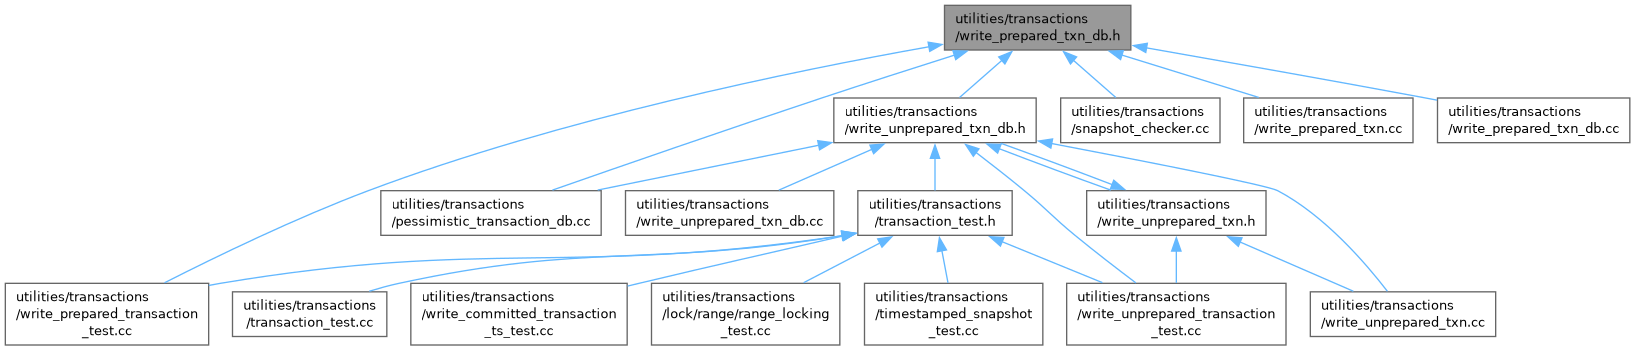 utilities/transactions
/write_prepared_txn_db.h
utilities/transactions
/write_unprepared_txn_db.h
utilities/transactions
/snapshot_checker.cc
utilities/transactions
/write_prepared_txn.cc
utilities/transactions
/write_prepared_txn_db.cc
utilities/transactions
/pessimistic_transaction_db.cc
utilities/transactions
/write_unprepared_txn_db.cc
utilities/transactions
/transaction_test.h
utilities/transactions
/write_unprepared_txn.h
utilities/transactions
/write_prepared_transaction
_test.cc
utilities/transactions
/transaction_test.cc
utilities/transactions
/write_committed_transaction
_ts_test.cc
utilities/transactions
/lock/range/range_locking
_test.cc
utilities/transactions
/timestamped_snapshot
_test.cc
utilities/transactions
/write_unprepared_transaction
_test.cc
utilities/transactions
/write_unprepared_txn.cc